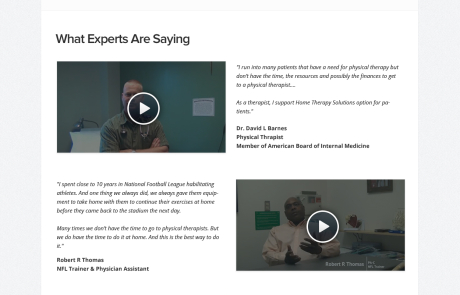 What Experts Are Saying
"I run into many patients that have a need for physical therapy but
don't have the time, the resources and possibly the finances to get
to a physical therapist....
As a therapist, I support Home Therapy Solutions option for pa-
tients."
Dr. David L Barnes
Physical Thrapist
Member of American Board of Internal Medicine
"I spent close to 10 years in National Football League habilitating
athletes. And one thing we always did, we always gave them equip-
ment to take home with them to continue their exercises at home
before they came back to the stadium the next day.
Many times we don't have the time to go to physical therapists. But
we do have the time to do it at home. And this is the best way to do
it."
Robert R Thomas
NFL Trainer & Physician Assistant
Robert R Thomas